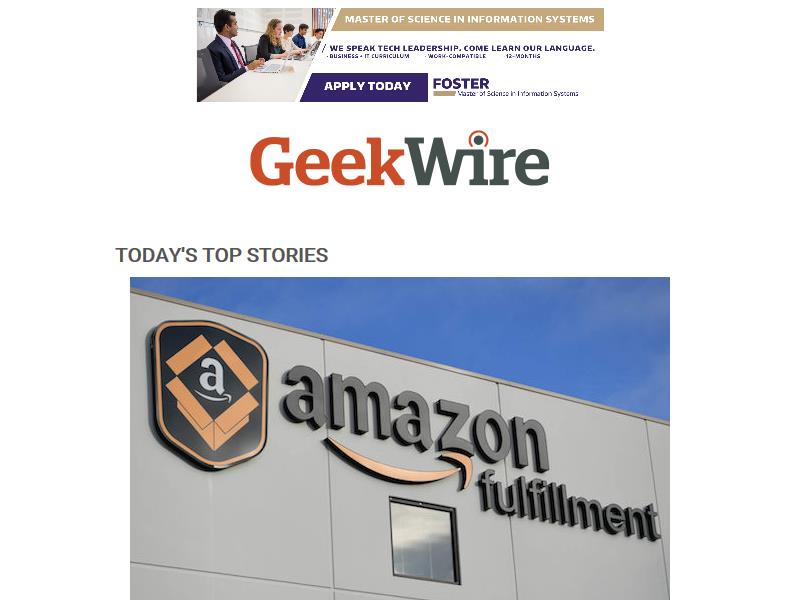 MASTER OF SCIENCE IN INFORMATION SYSTEMS
WE SPEAK TECH LEADERSHIP. COME LEARN OUR LANGUAGE.
· BUSINESS + IT CURRICULUM · WORK-COMPATIBLE · 12-MONTHS
APPLY TODAY
FOSTER
Master of Science in Information Systems
GeekWire
TODAY'S TOP STORIES
a
amazon
fulfillment